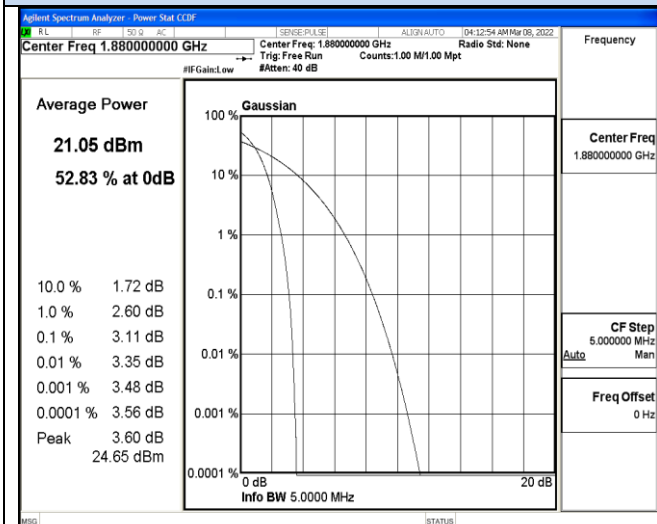 Agilent Spectrum Analyzer - Power Stat CCDF
RL RF 50 Ω AC SENSE:PULSE ALIGN AUTO 04:12:54 AM Mar 08, 2022
Center Freq 1.880000000 GHz
Center Freq: 1.880000000 GHz Radio Std: None
Trig: Free Run Counts:1.00 M/1.00 Mpt
#IFGain:Low #Atten: 40 dB
Frequency
Average Power
21.05 dBm
52.83 % at 0dB
10.0 % 1.72 dB
1.0 % 2.60 dB
0.1 % 3.11 dB
0.01 % 3.35 dB
0.001 % 3.48 dB
0.0001 % 3.56 dB
Peak 3.60 dB
24.65 dBm
Gaussian
100 %
10 %
1 %
0.1 %
0.01 %
0.001 %
0.0001 %
0 dB 20 dB
Info BW 5.0000 MHz
Center Freq
1.880000000 GHz
CF Step
5.000000 MHz
Auto Man
Freq Offset
0 Hz
MSG STATUS